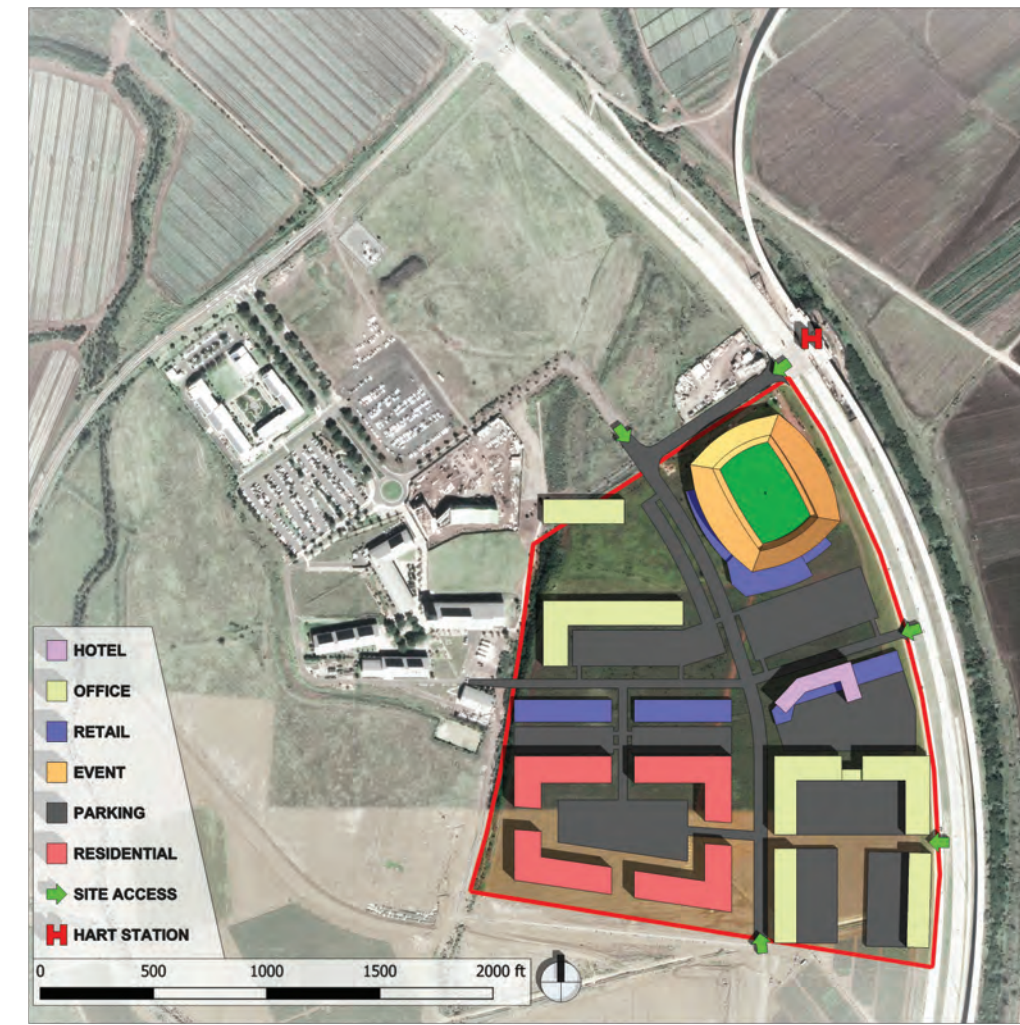 HOTEL
OFFICE
RETAIL
EVENT
PARKING
RESIDENTIAL
SITE ACCESS
H HART STATION
0 500 1000 1500 2000 ft
H